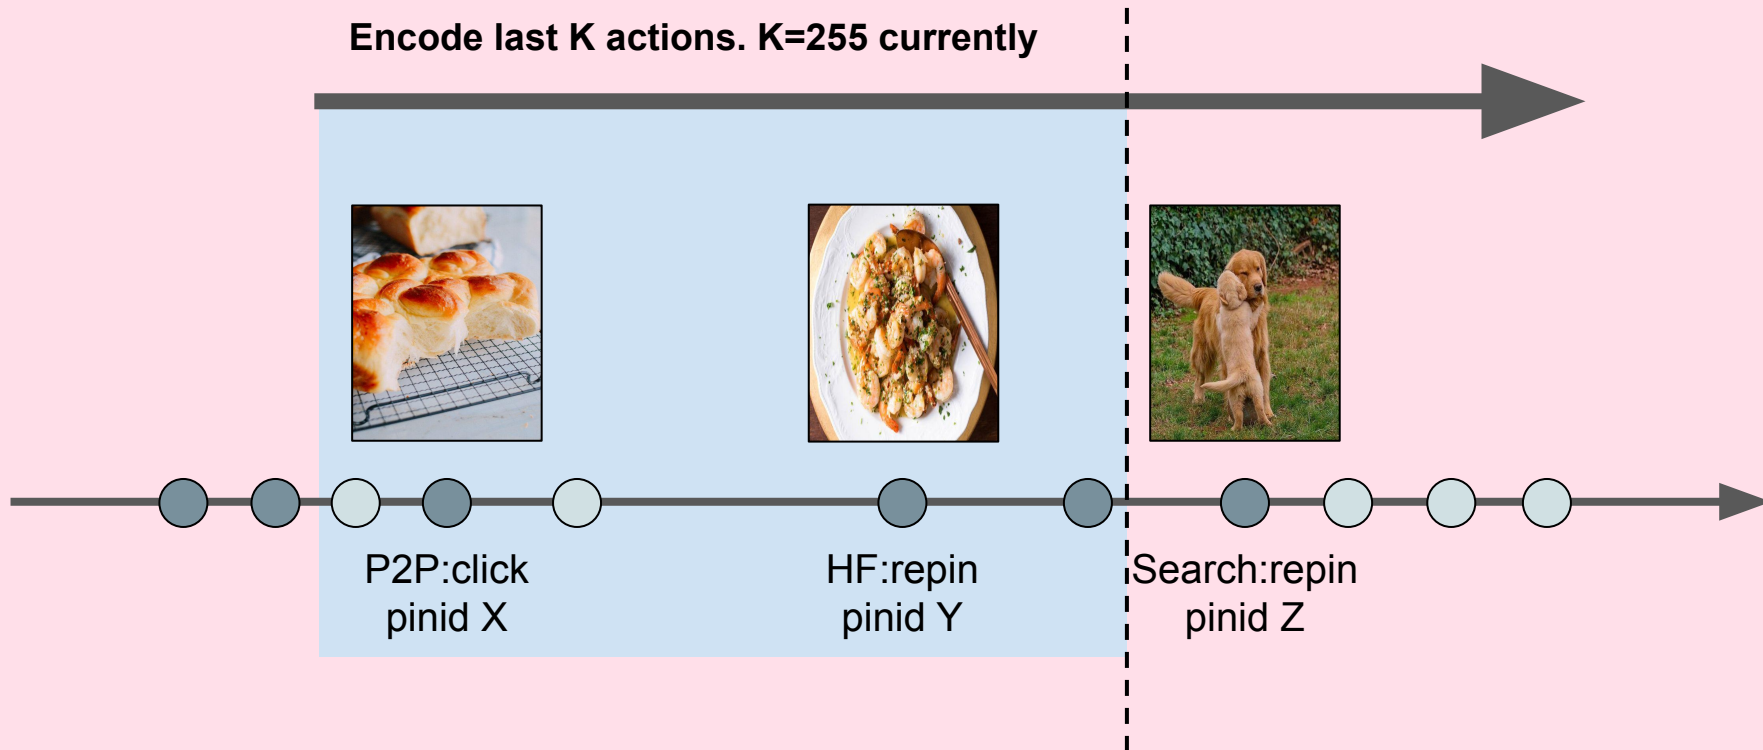 Encode last K actions. K=255 currently
P2P:click
pinid X
HF:repin
pinid Y
Search:repin
pinid Z